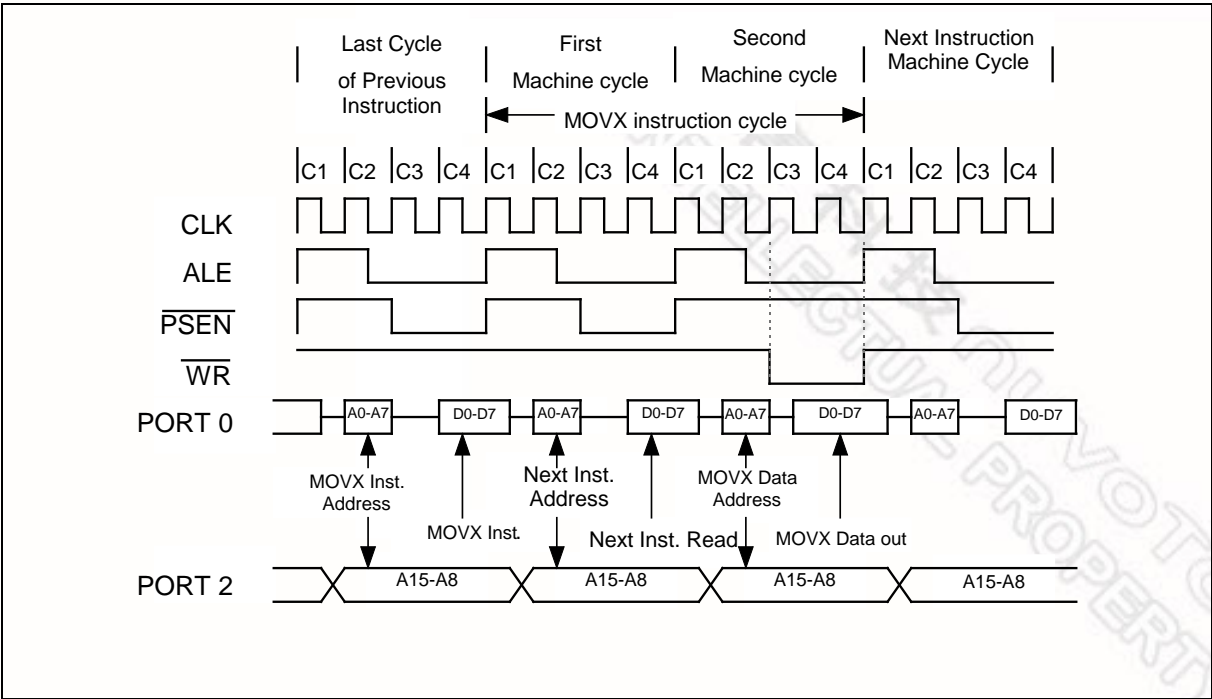 Last Cycle
of Previous
Instruction
First
Machine cycle
Second
Machine cycle
Next Instruction
Machine Cycle
MOVX instruction cycle
C1 C2 C3 C4 C1 C2 C3 C4 C1 C2 C3 C4 C1 C2 C3 C4
CLK
ALE
PSEN
WR
PORT 0
A0-A7 D0-D7 A0-A7 D0-D7 A0-A7 D0-D7 A0-A7 D0-D7
MOVX Inst.
Address
MOVX Inst.
Next Inst.
Address
Next Inst. Read
MOVX Data
Address
MOVX Data out
PORT 2
A15-A8 A15-A8 A15-A8 A15-A8